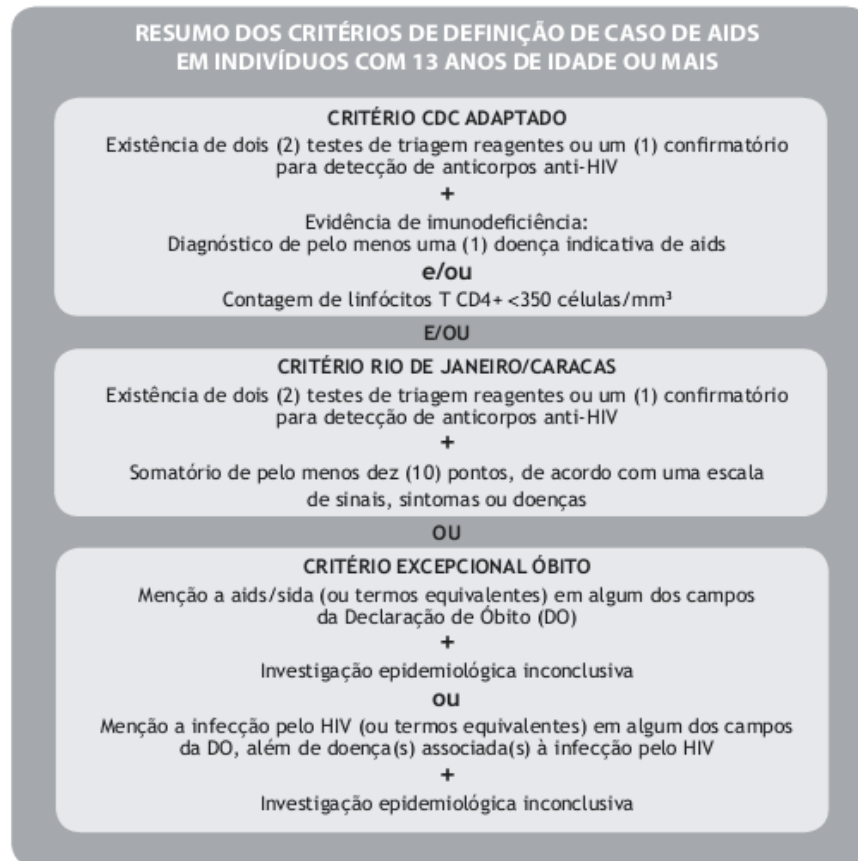 RESUMO DOS CRITÉRIOS DE DEFINIÇÃO DE CASO DE AIDS
EM INDIVÍDUOS COM 13 ANOS DE IDADE OU MAIS
CRITÉRIO CDC ADAPTADO
Existência de dois (2) testes de triagem reagentes ou um (1) confirmatório
para detecção de anticorpos anti-HIV
+
Evidência de imunodeficiência:
Diagnóstico de pelo menos uma (1) doença indicativa de aids
e/ou
Contagem de linfócitos T CD4+ <350 células/mm³
E/OU
CRITÉRIO RIO DE JANEIRO/CARACAS
Existência de dois (2) testes de triagem reagentes ou um (1) confirmatório
para detecção de anticorpos anti-HIV
+
Somatório de pelo menos dez (10) pontos, de acordo com uma escala
de sinais, sintomas ou doenças
OU
CRITÉRIO EXCEPCIONAL ÓBITO
Menção a aids/sida (ou termos equivalentes) em algum dos campos
da Declaração de Óbito (DO)
+
Investigação epidemiológica inconclusiva
ou
Menção a infecção pelo HIV (ou termos equivalentes) em algum dos campos
da DO, além de doença(s) associada(s) à infecção pelo HIV
+
Investigação epidemiológica inconclusiva